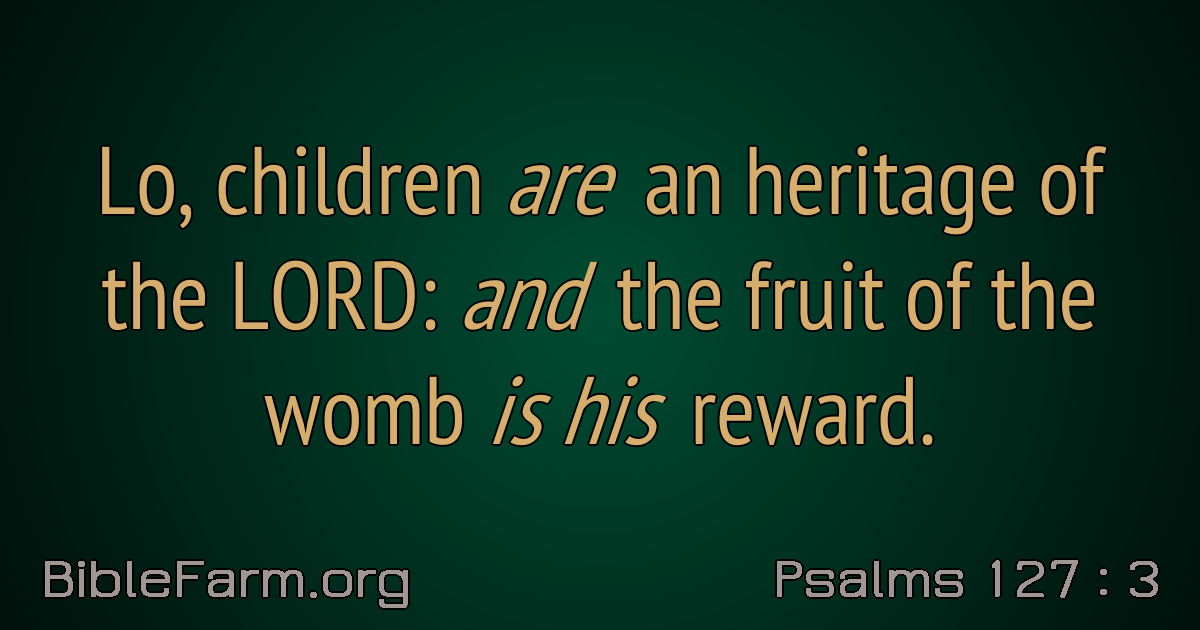 Lo, children are an heritage of
the LORD: and the fruit of the
womb is his reward.
BibleFarm.org
Psalms 127 : 3